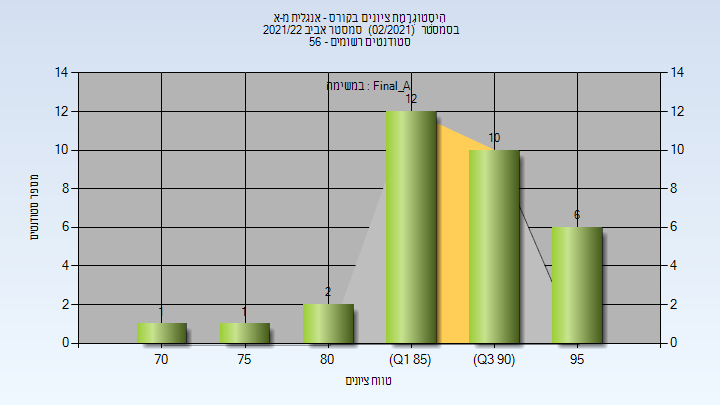 היסטוגרמת ציונים בקורס - אנגלית מ-א
בסמסטר (02/2021) סמסטר אביב 2021/22
סטודנטים רשומים - 56
במשימה : Final_A
14 14
12 12
10 10
8 8
6 6
4 4
2 2
0 0
1 1 2 12 10 6
70 75 80 (Q1 85) (Q3 90) 95
מספר סטודנטים
טווח ציונים